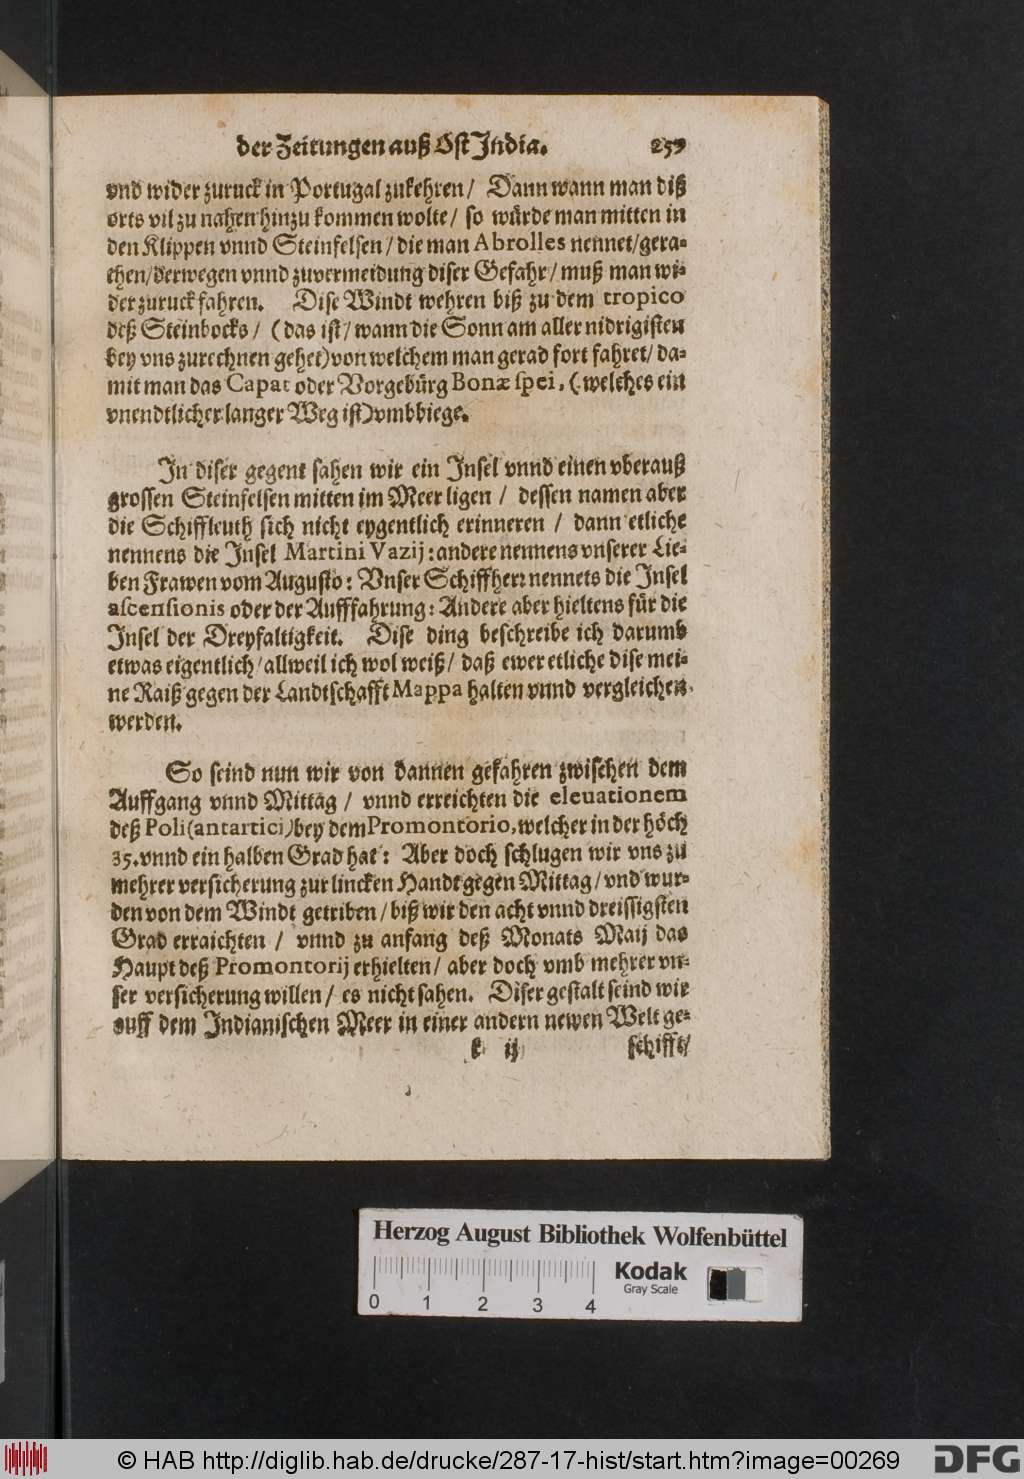 der Zeitungen auß Ost India. 259
vnd wider zuruck in Portugal zukehren / Dann wann man diß
orts vil zu nahen hinzu kommen wolte / so würde man mitten in
den Klippen vnnd Steinfelsen / die man Abrolles nennet/gera-
ehen/derwegen vnnd zuvermeidung diser Gefahr / muß man wi-
der zuruck fahren. Dise Windt wehren biß zu dem tropico
deß Steinbocks / (das ist / wann die Sonn am aller nidrigisten
bey vns zurechnen gehet) von welchem man gerad fort fahret / da-
mit man das Capat oder Vorgebürg Bonæ spei, (welches ein
vnendtlicher langer Weg ist) vmbbiege.
In diser gegent sahen wir ein Insel vnnd einen vberauß
grossen Steinfelsen mitten im Meer ligen / dessen namen aber
die Schiffleuth sich nicht eygentlich erinneren / dann etliche
nennens die Insel Martini Vazij: andere nennens vnserer Lie-
ben Frawen vom Augusto: Vnser Schiffherr nennets die Insel
ascensionis oder der Aufffahrung: Andere aber hieltens für die
Insel der Dreyfaltigkeit. Dise ding beschreibe ich darumb
etwas eigentlich / allweil ich wol weiß / daß ewer etliche dise mei-
ne Raiß gegen der Landtschafft Mappa halten vnnd vergleichen
werden.
So seind nun wir von dannen gefahren zwischen dem
Auffgang vnnd Mittag / vnnd erreichten die eleuationem
deß Poli (antartici) bey dem Promontorio, welcher in der höch
35. vnnd ein halben Grad hat: Aber doch schlugen wir vns zu
mehrer versicherung zur lincken Handt gegen Mittag / vnd wur-
den von dem Windt getriben / biß wir den acht vnnd dreissigsten
Grad erraichten / vnnd zu anfang deß Monats Maij das
Haupt deß Promontorij erhielten / aber doch vmb mehrer vn-
ser versicherung willen / es nicht sahen. Diser gestalt seind wir
auff dem Indianischen Meer in einer andern newen Welt ge-
k ij schifft/
Herzog August Bibliothek Wolfenbüttel
Kodak
Gray Scale
0 1 2 3 4
© HAB http://diglib.hab.de/drucke/287-17-hist/start.htm?image=00269
DFG